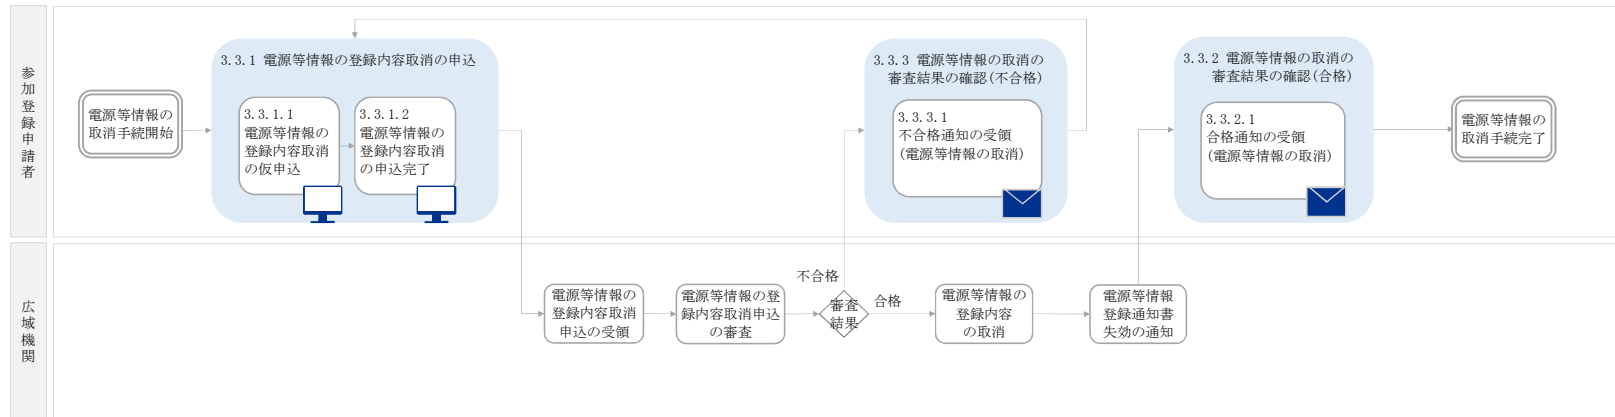 参加登録申請者
電源等情報の
取消手続開始
3.3.1 電源等情報の登録内容取消の申込
3.3.1.1
電源等情報の
登録内容取消
の仮申込
3.3.1.2
電源等情報の
登録内容取消
の申込完了
3.3.3 電源等情報の取消の
審査結果の確認(不合格)
3.3.3.1
不合格通知の受領
(電源等情報の取消)
3.3.2 電源等情報の取消の
審査結果の確認(合格)
3.3.2.1
合格通知の受領
(電源等情報の取消)
電源等情報の
取消手続完了
広域機関
電源等情報の
登録内容取消
申込の受領
電源等情報の登
録内容取消申込
の審査
不合格
審査
結果
合格
電源等情報の
登録内容
の取消
電源等情報
登録通知書
失効の通知